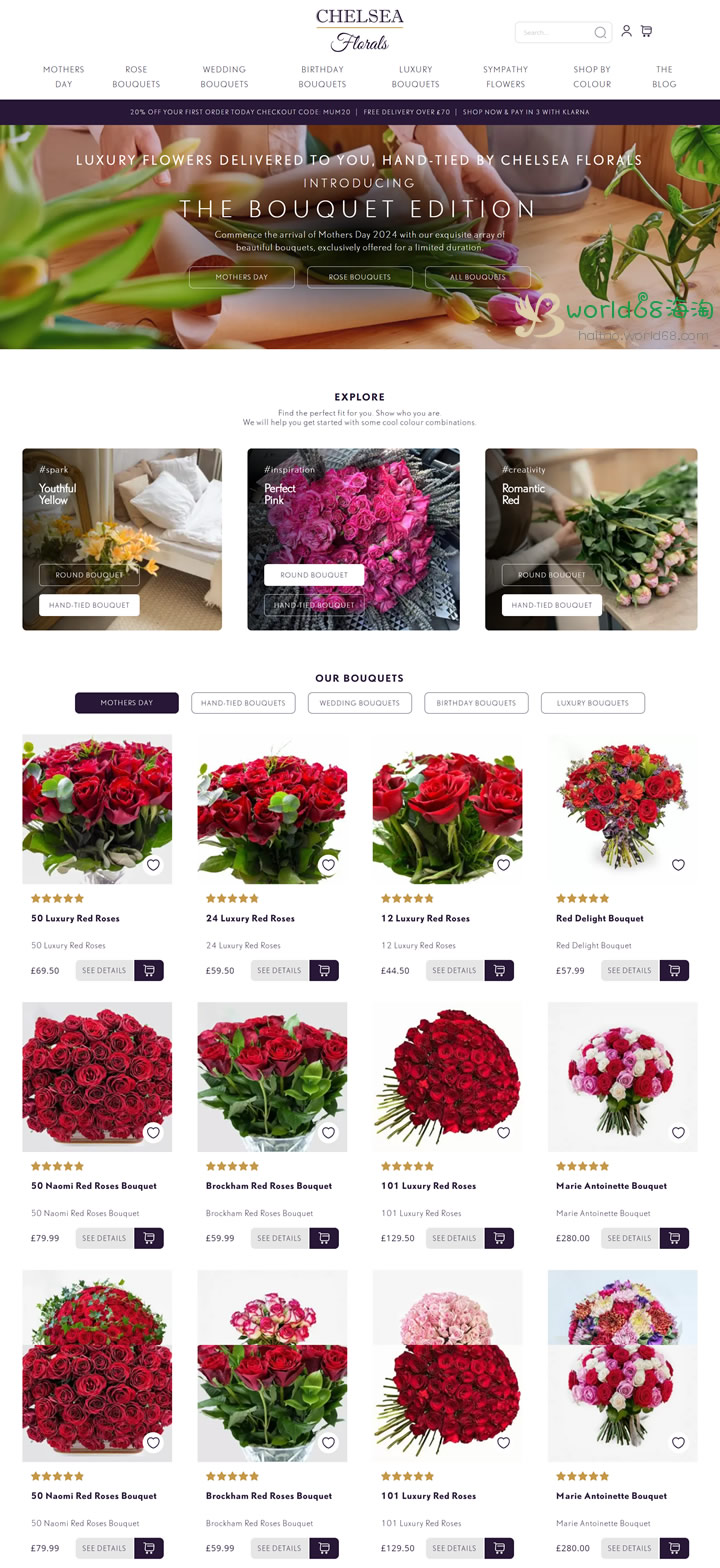 CHELSEA
Florals
Search...
MOTHERS DAY
ROSE BOUQUETS
WEDDING BOUQUETS
BIRTHDAY BOUQUETS
LUXURY BOUQUETS
SYMPATHY FLOWERS
SHOP BY COLOUR
THE BLOG
20% OFF YOUR FIRST ORDER TODAY CHECKOUT CODE: MUM20 | FREE DELIVERY OVER £70 | SHOP NOW & PAY IN 3 WITH KLARNA
LUXURY FLOWERS DELIVERED TO YOU, HAND-TIED BY CHELSEA FLORALS
INTRODUCING
THE BOUQUET EDITION
Commence the arrival of Mothers Day 2024 with our exquisite array of
beautiful bouquets, exclusively offered for a limited duration.
MOTHERS DAY
ROSE BOUQUETS
ALL BOUQUETS
world68海淘
haitao.world68.com
EXPLORE
Find the perfect fit for you. Show who you are.
We will help you get started with some cool colour combinations.
#spark
Youthful
Yellow
ROUND BOUQUET
HAND-TIED BOUQUET
#inspiration
Perfect
Pink
ROUND BOUQUET
HAND-TIED BOUQUET
#creativity
Romantic
Red
ROUND BOUQUET
HAND-TIED BOUQUET
OUR BOUQUETS
MOTHERS DAY
HAND-TIED BOUQUETS
WEDDING BOUQUETS
BIRTHDAY BOUQUETS
LUXURY BOUQUETS
50 Luxury Red Roses
50 Luxury Red Roses
£69.50
SEE DETAILS
24 Luxury Red Roses
24 Luxury Red Roses
£59.50
SEE DETAILS
12 Luxury Red Roses
12 Luxury Red Roses
£44.50
SEE DETAILS
Red Delight Bouquet
Red Delight Bouquet
£57.99
SEE DETAILS
50 Naomi Red Roses Bouquet
50 Naomi Red Roses Bouquet
£79.99
SEE DETAILS
Brockham Red Roses Bouquet
Brockham Red Roses Bouquet
£59.99
SEE DETAILS
101 Luxury Red Roses
101 Luxury Red Roses
£129.50
SEE DETAILS
Marie Antoinette Bouquet
Marie Antoinette Bouquet
£280.00
SEE DETAILS
50 Naomi Red Roses Bouquet
50 Naomi Red Roses Bouquet
£79.99
SEE DETAILS
Brockham Red Roses Bouquet
Brockham Red Roses Bouquet
£59.99
SEE DETAILS
101 Luxury Red Roses
101 Luxury Red Roses
£129.50
SEE DETAILS
Marie Antoinette Bouquet
Marie Antoinette Bouquet
£280.00
SEE DETAILS